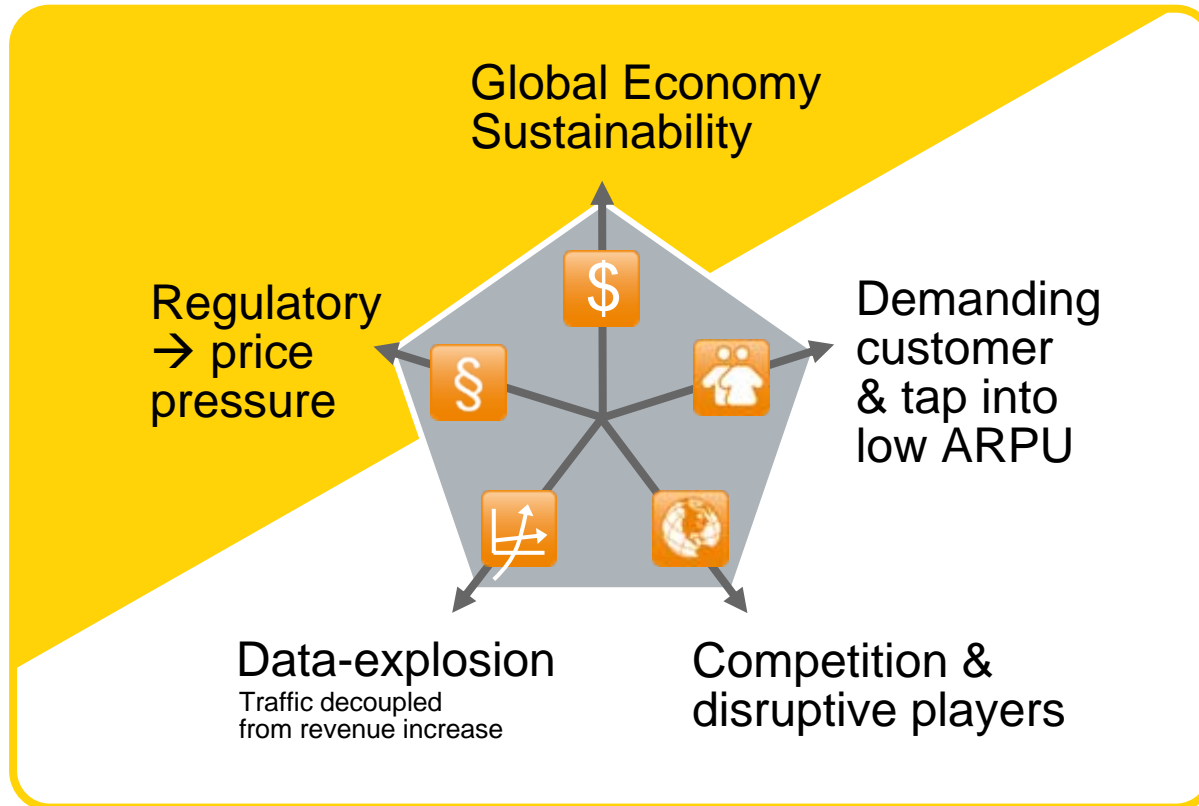 Global Economy
Sustainability
$
Regulatory
→ price
pressure
§
Demanding
customer
& tap into
low ARPU
Data-explosion
Traffic decoupled
from revenue increase
Competition &
disruptive players